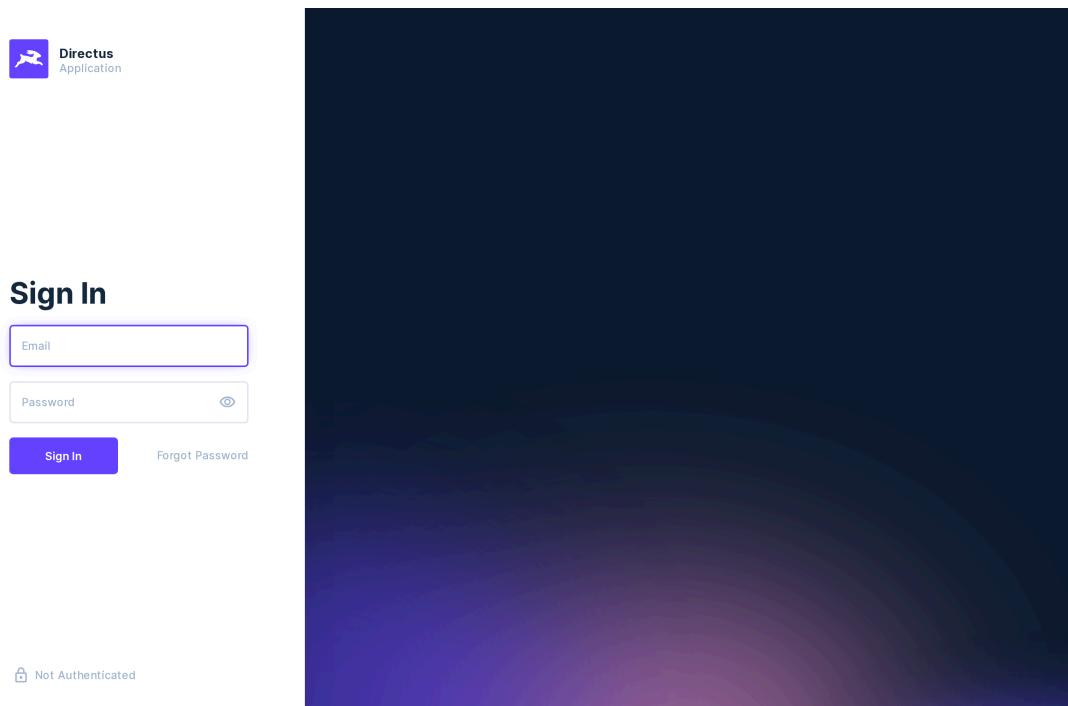 Directus
Application
Sign In
Email
Password
Sign In
Forgot Password
Not Authenticated